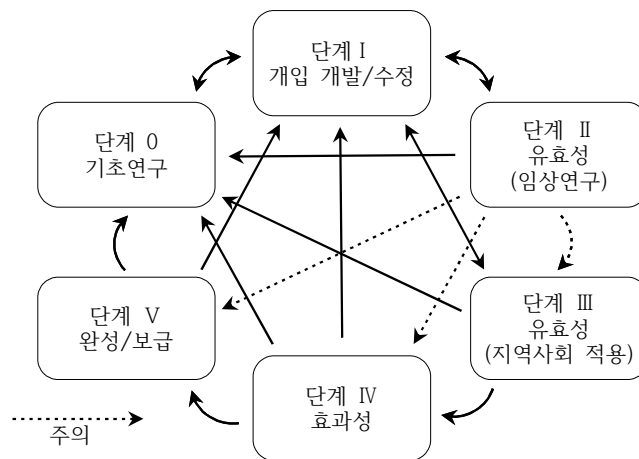 단계 I
개입 개발/수정
단계 0
기초연구
단계 II
유효성
(임상연구)
단계 V
완성/보급
단계 III
유효성
(지역사회 적용)
단계 IV
효과성
주의